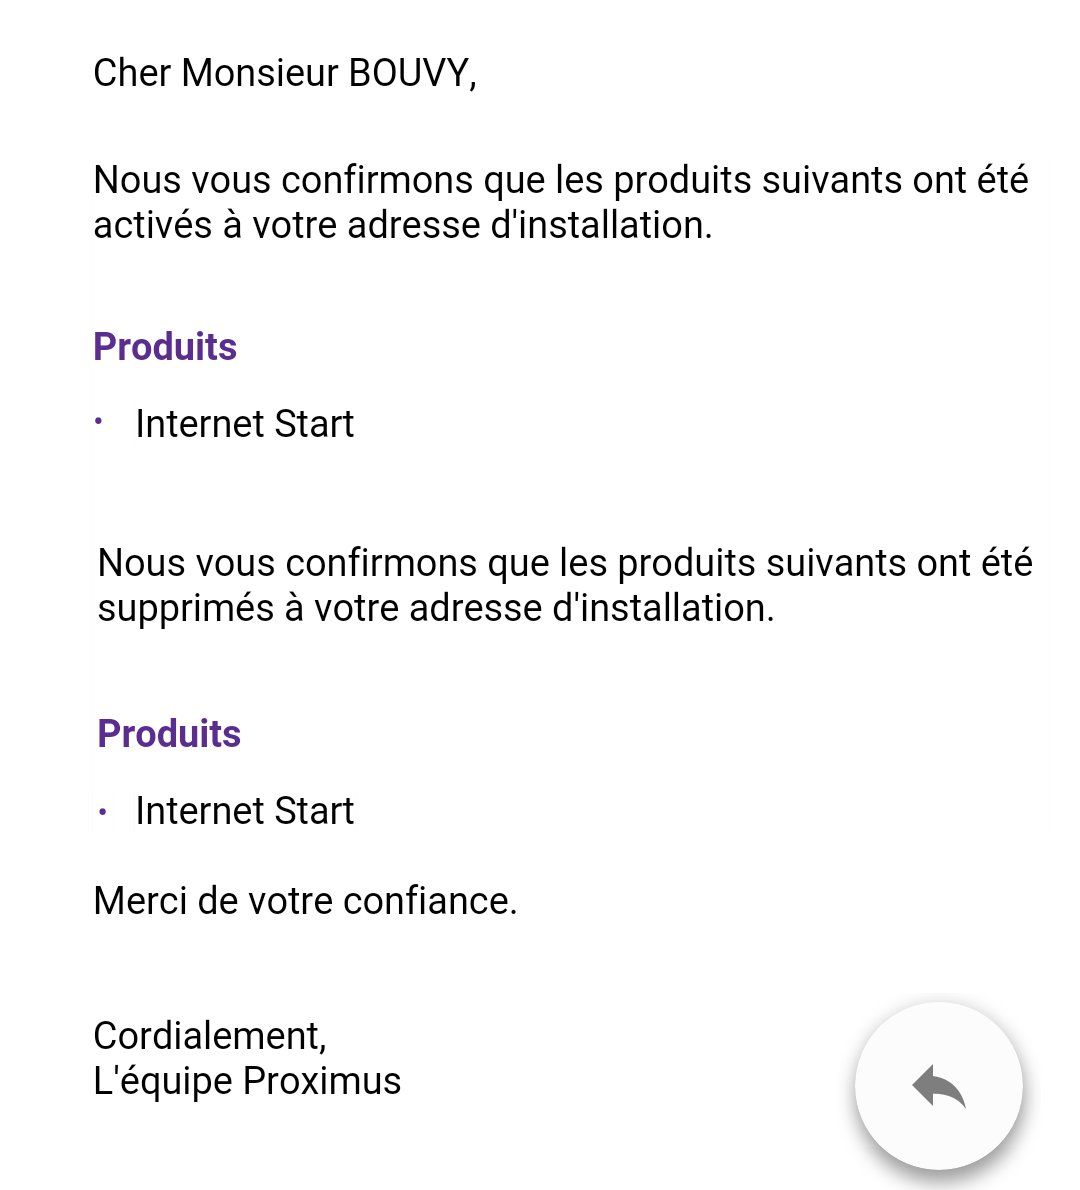 Cher Monsieur BOUVY,
Nous vous confirmons que les produits suivants ont été
activés à votre adresse d'installation.
Produits
• Internet Start
Nous vous confirmons que les produits suivants ont été
supprimés à votre adresse d'installation.
Produits
• Internet Start
Merci de votre confiance.
Cordialement,
L'équipe Proximus